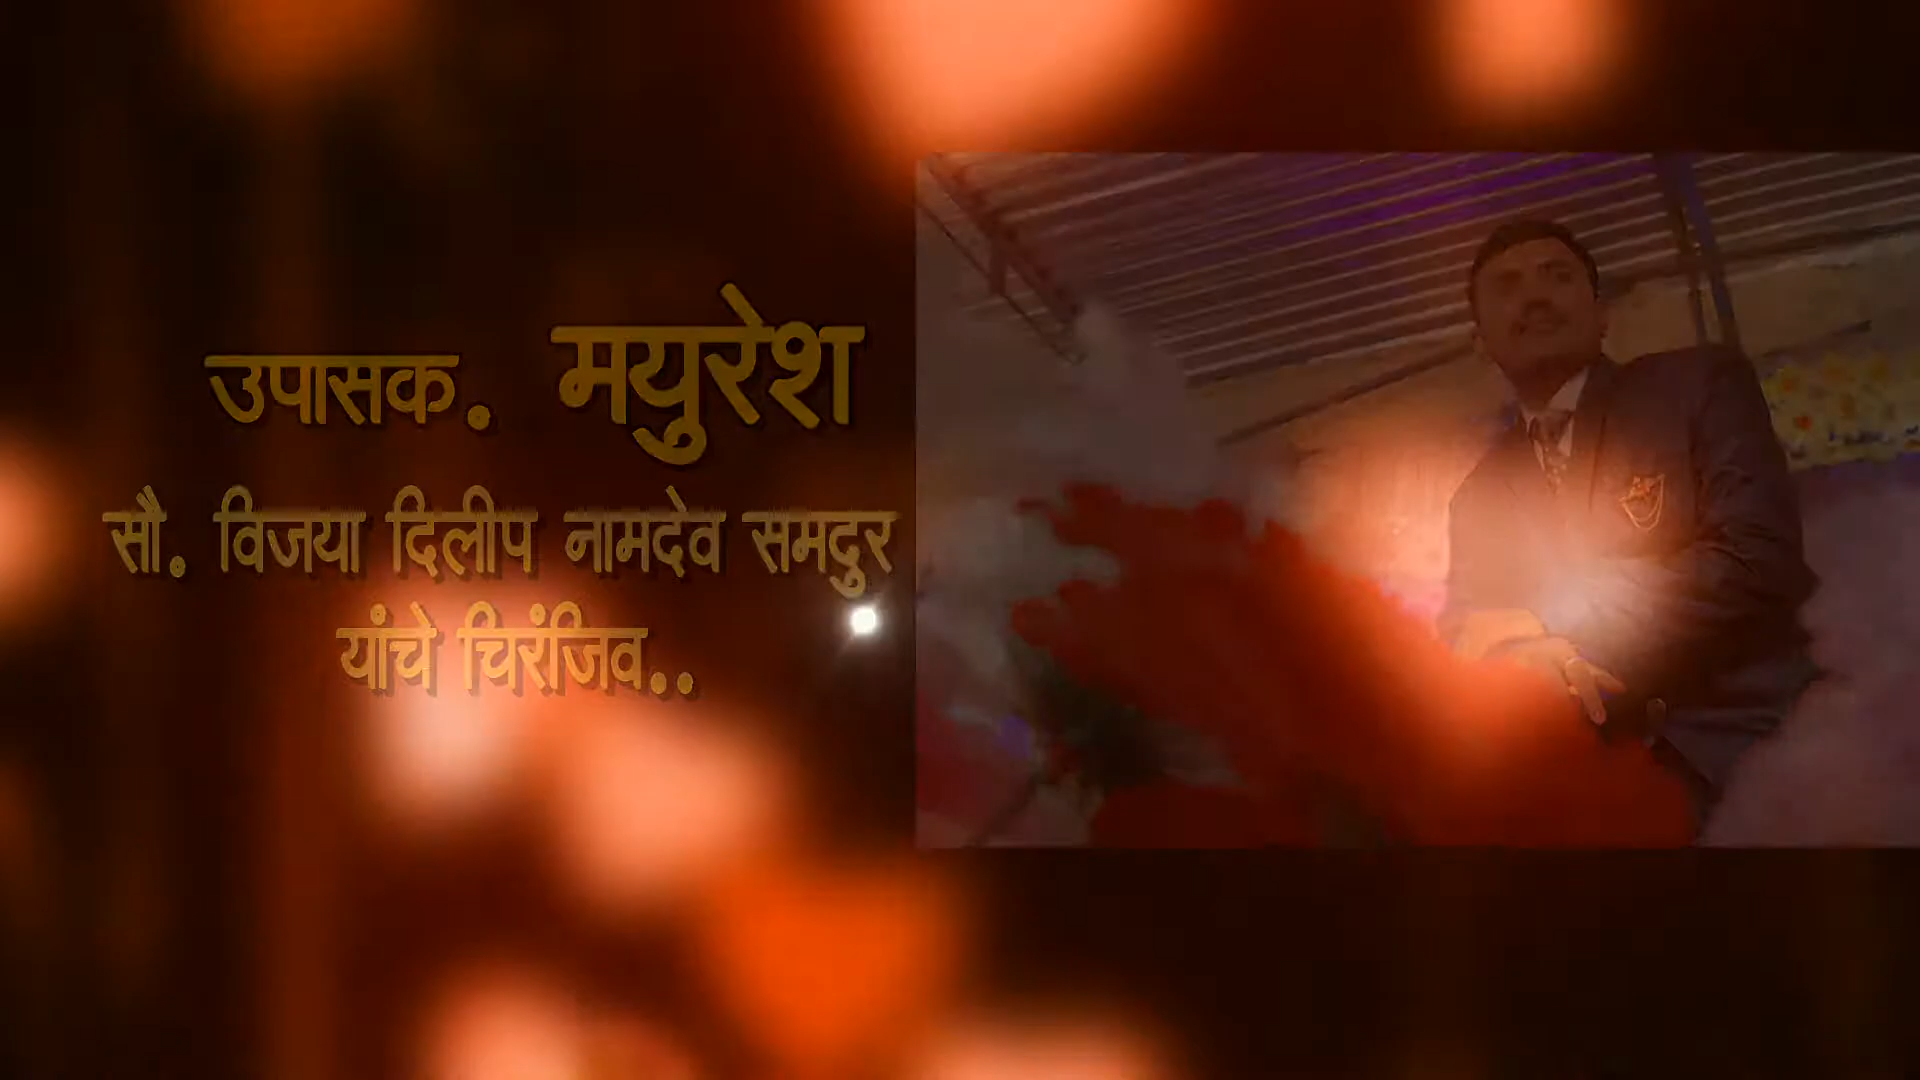 उपासक. मयुरेश
सौ. विजया दिलीप नामदेव समदुर
यांचे चिरंजिव..